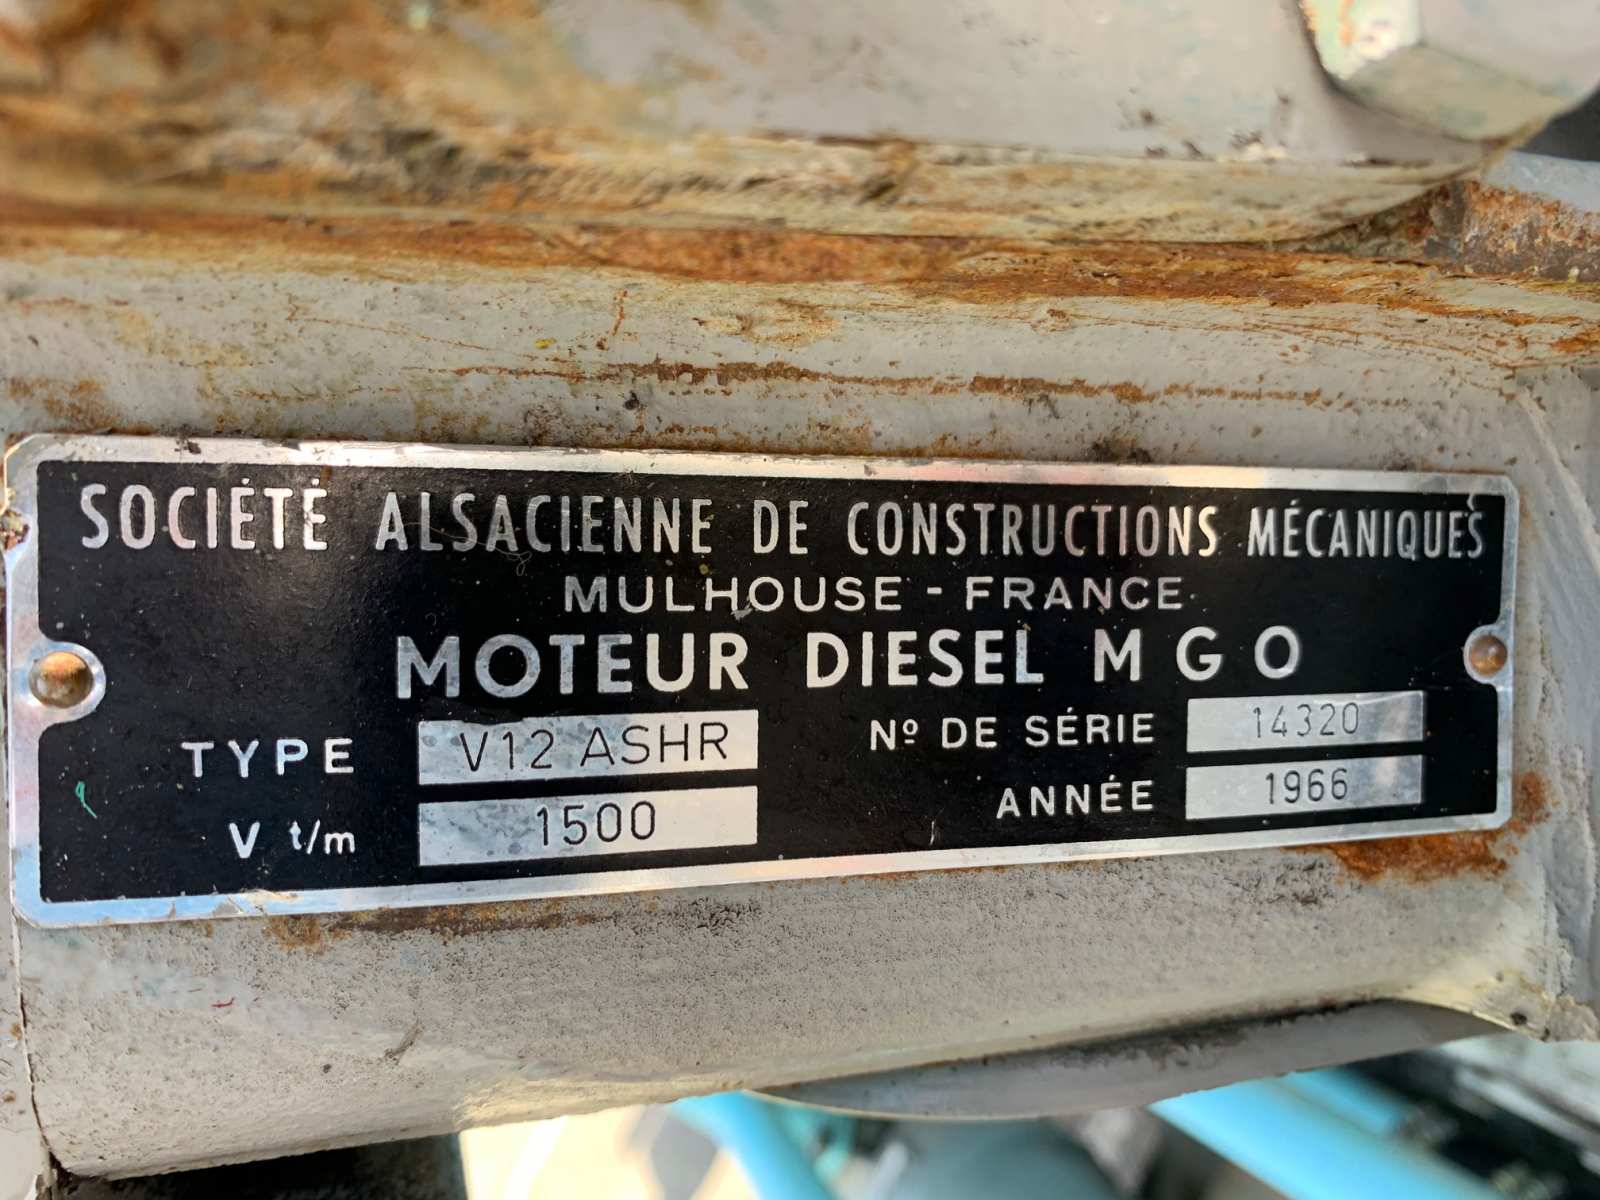 SOCIÉTÉ ALSACIENNE DE CONSTRUCTIONS MÉCANIQUES
MULHOUSE - FRANCE
MOTEUR DIESEL M G O
TYPE V12 ASHR Nº DE SÉRIE 14320
V t/m 1500 ANNÉE 1966